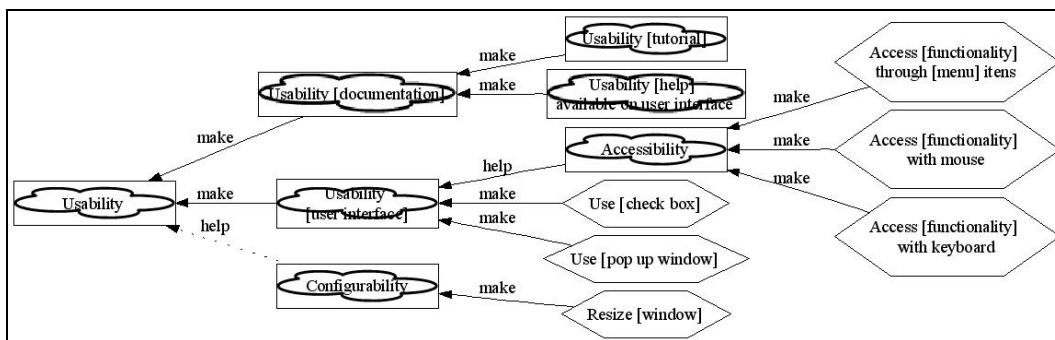 Usability [tutorial]
make
Access [functionality]
through [menu] itens
make
Usability [documentation]
Usability [help]
available on user interface
make
make
Accessibility
make
Access [functionality]
with mouse
help
make
Usability
make
Usability
[user interface]
make
Use [check box]
make
Access [functionality]
with keyboard
help
Use [pop up window]
Configurability
make
Resize [window]